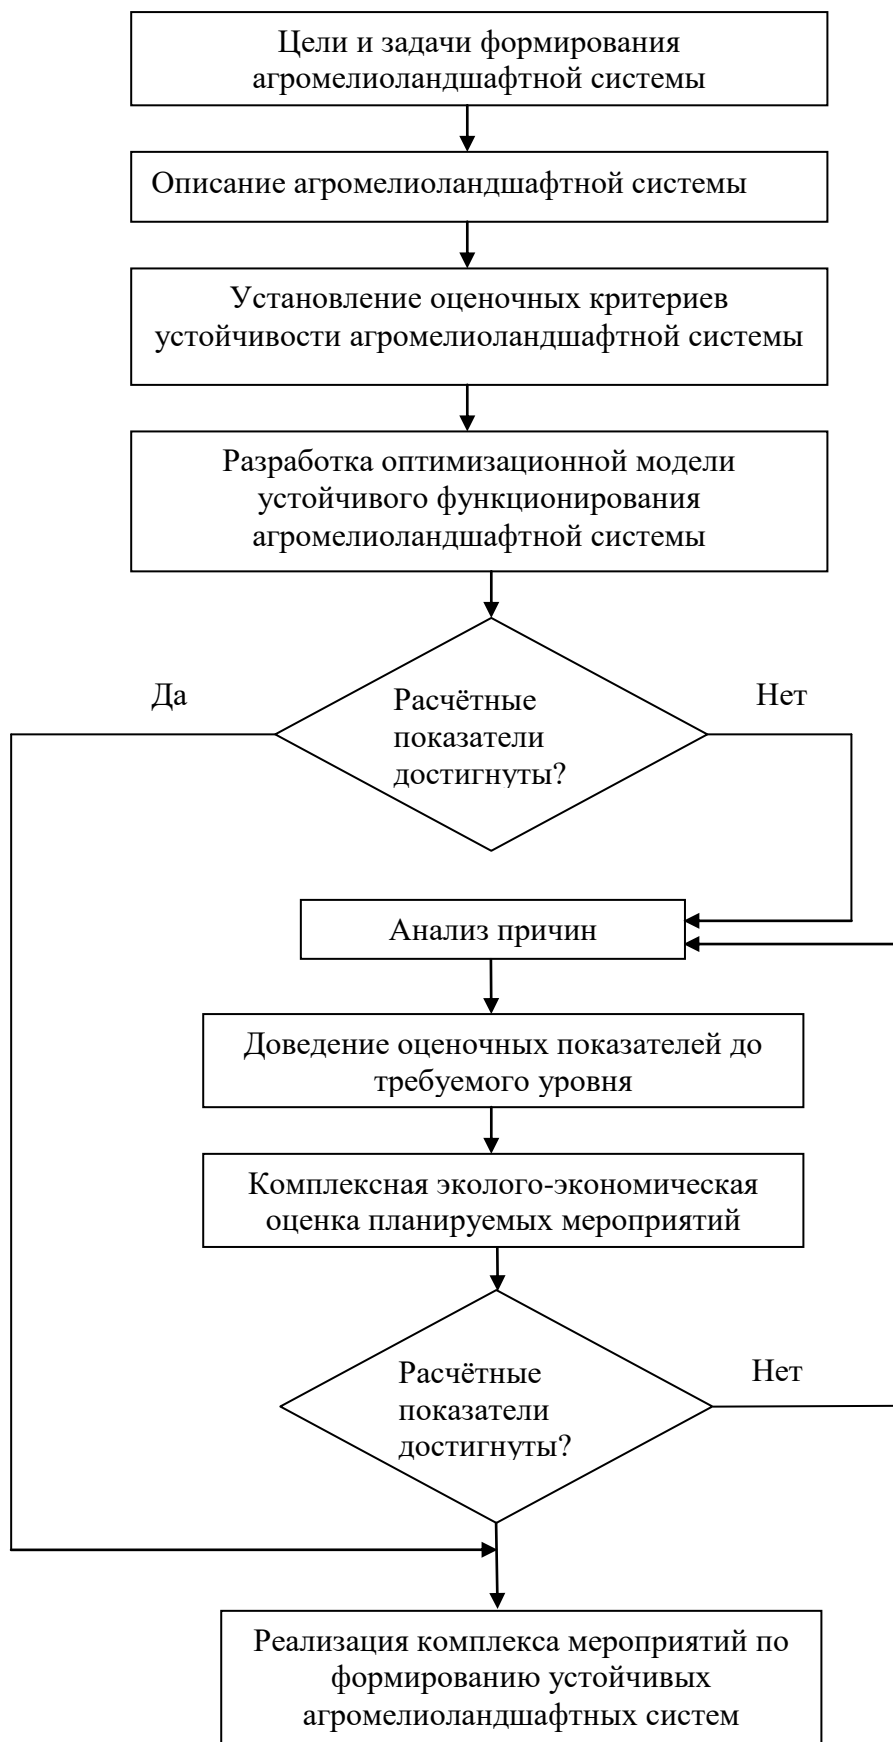 Цели и задачи формирования
агромелиоландшафтной системы
Описание агромелиоландшафтной системы
Установление оценочных критериев
устойчивости агромелиоландшафтной системы
Разработка оптимизационной модели
устойчивого функционирования
агромелиоландшафтной системы
Да
Нет
Расчётные
показатели
достигнуты?
Анализ причин
Доведение оценочных показателей до
требуемого уровня
Комплексная эколого-экономическая
оценка планируемых мероприятий
Нет
Расчётные
показатели
достигнуты?
Реализация комплекса мероприятий по
формированию устойчивых
агромелиоландшафтных систем